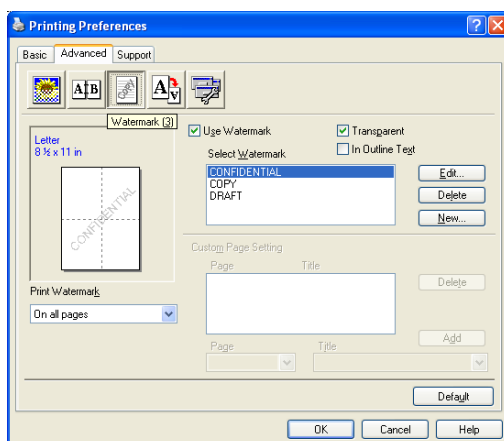 Printing Preferences
Basic Advanced Support
A B
COPY
A V
Watermark (3)
Letter
8 ½ x 11 in
CONFIDENTIAL
Print Watermark
On all pages
Use Watermark
Transparent
In Outline Text
Select Watermark
CONFIDENTIAL
COPY
DRAFT
Edit...
Delete
New...
Custom Page Setting
Page Title
Delete
Add
Page Title
Default
OK Cancel Help